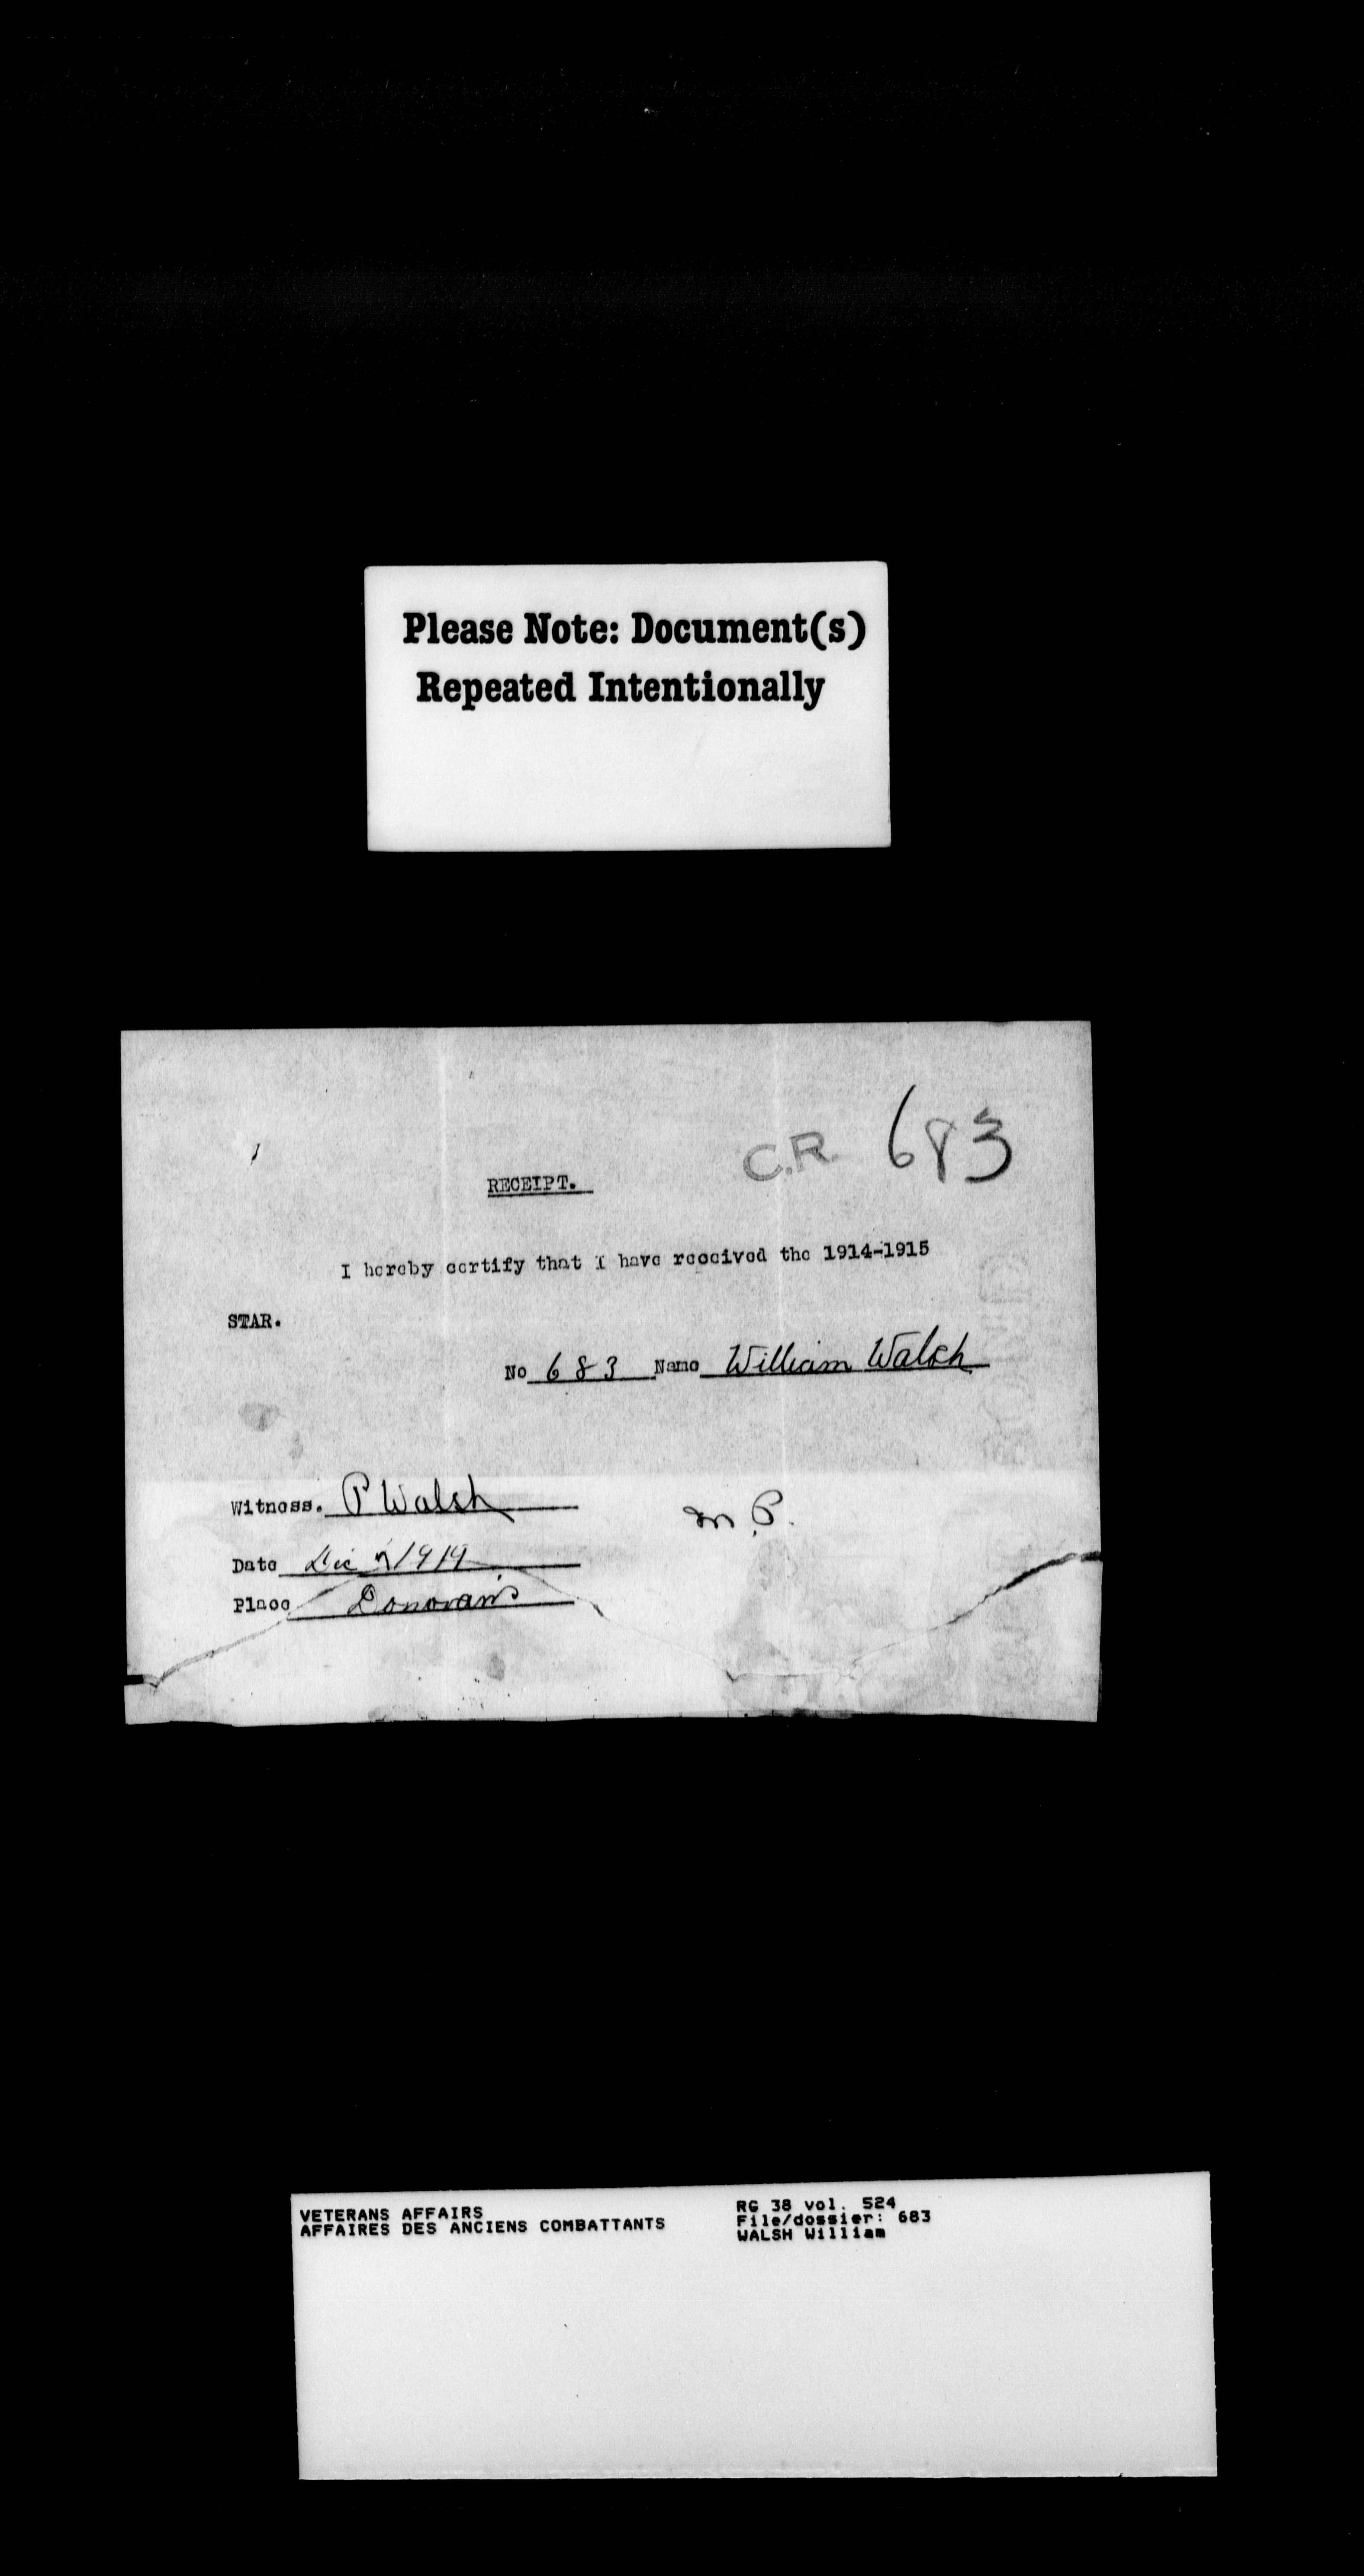 Please Note: Document(s)
Repeated Intentionally
C.R. 683
RECEIPT.
I hereby certify that I have received the 1914-1915
STAR.
No 683 Name William Walsh
Witness. P Walsh
M.P.
Date Dec 1919
Place Donovan's
VETERANS AFFAIRS
AFFAIRES DES ANCIENS COMBATTANTS
RG 38 vol. 524
File/dossier: 683
WALSH William